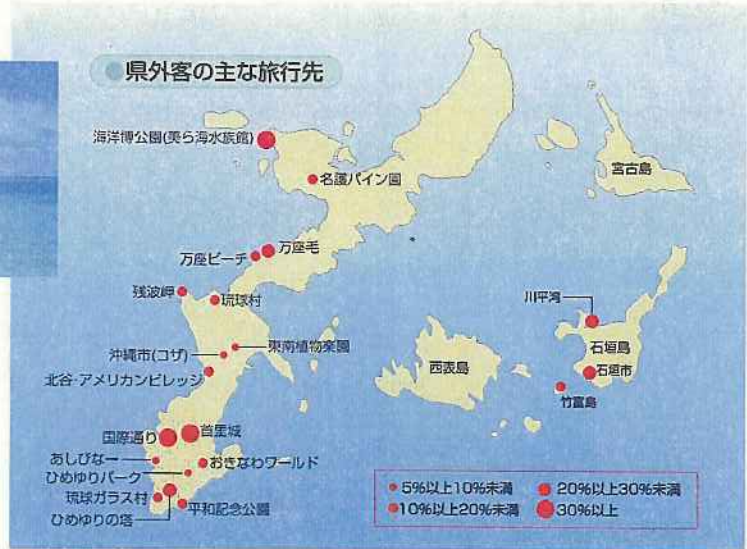 県外客の主な旅行先
海洋博公園(美ら海水族館)
名護パイン園
宮古島
万座毛
万座ビーチ
残波岬
琉球村
川平湾
東南植物楽園
沖縄市(コザ)
石垣島
西表島
北谷・アメリカンビレッジ
石垣市
竹富島
国際通り
首里城
あしびなー
おきなわワールド
ひめゆりパーク
琉球ガラス村
平和記念公園
ひめゆりの塔
5%以上10%未満
20%以上30%未満
10%以上20%未満
30%以上